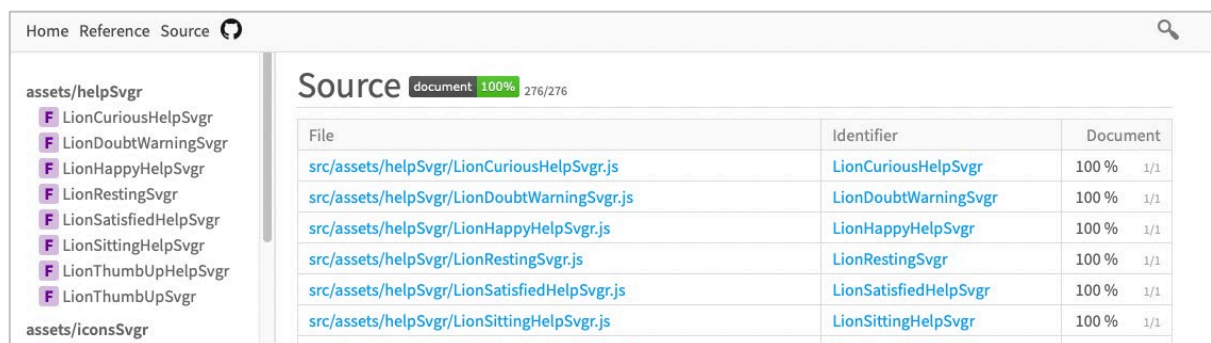 Home Reference Source
assets/helpSvgr
F LionCuriousHelpSvgr
F LionDoubtWarningSvgr
F LionHappyHelpSvgr
F LionRestingSvgr
F LionSatisfiedHelpSvgr
F LionSittingHelpSvgr
F LionThumbUpHelpSvgr
F LionThumbUpSvgr
assets/iconsSvgr
Source document 100% 276/276
File Identifier Document
src/assets/helpSvgr/LionCuriousHelpSvgr.js LionCuriousHelpSvgr 100 % 1/1
src/assets/helpSvgr/LionDoubtWarningSvgr.js LionDoubtWarningSvgr 100 % 1/1
src/assets/helpSvgr/LionHappyHelpSvgr.js LionHappyHelpSvgr 100 % 1/1
src/assets/helpSvgr/LionRestingSvgr.js LionRestingSvgr 100 % 1/1
src/assets/helpSvgr/LionSatisfiedHelpSvgr.js LionSatisfiedHelpSvgr 100 % 1/1
src/assets/helpSvgr/LionSittingHelpSvgr.js LionSittingHelpSvgr 100 % 1/1